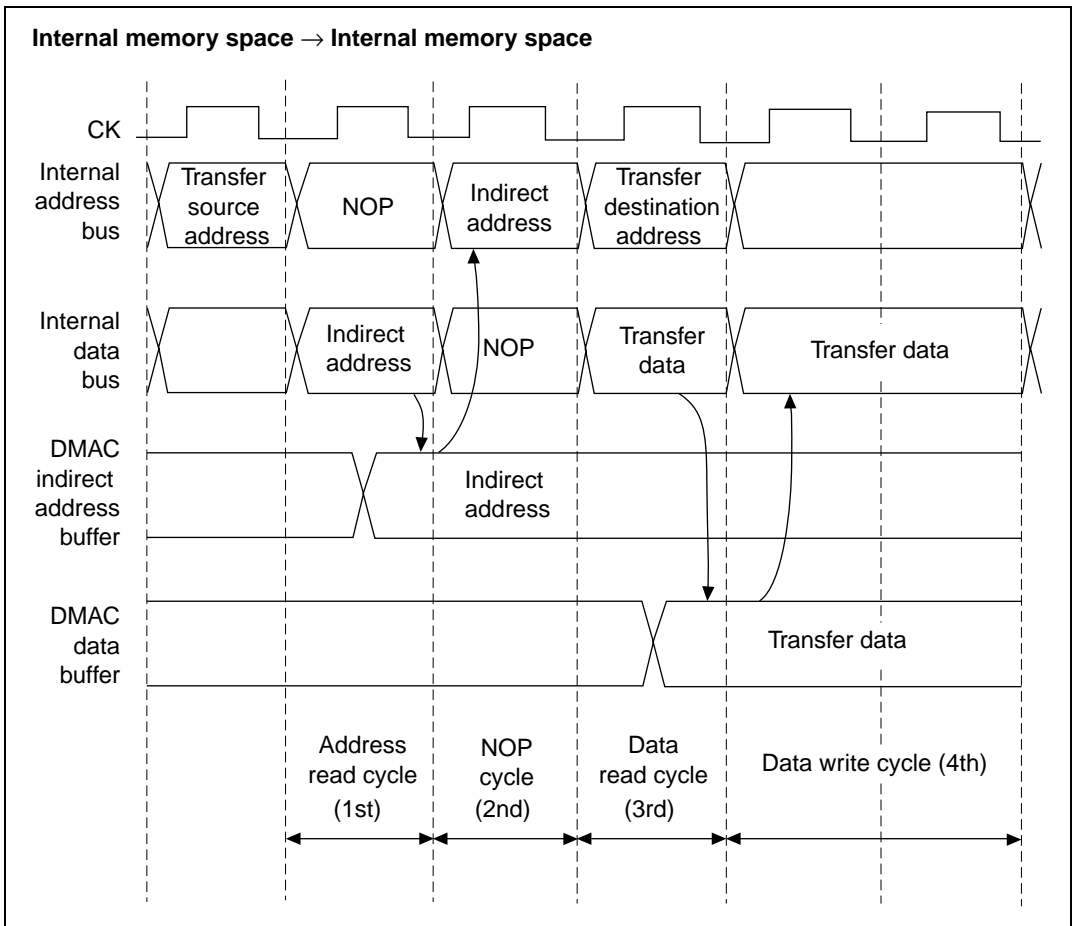 Internal memory space → Internal memory space
CK
Internal
address
bus
Transfer
source
address
NOP
Indirect
address
Transfer
destination
address
Internal
data
bus
Indirect
address
NOP
Transfer
data
Transfer data
DMAC
indirect
address
buffer
Indirect
address
DMAC
data
buffer
Transfer data
Address
read cycle
(1st)
NOP
cycle
(2nd)
Data
read cycle
(3rd)
Data write cycle (4th)